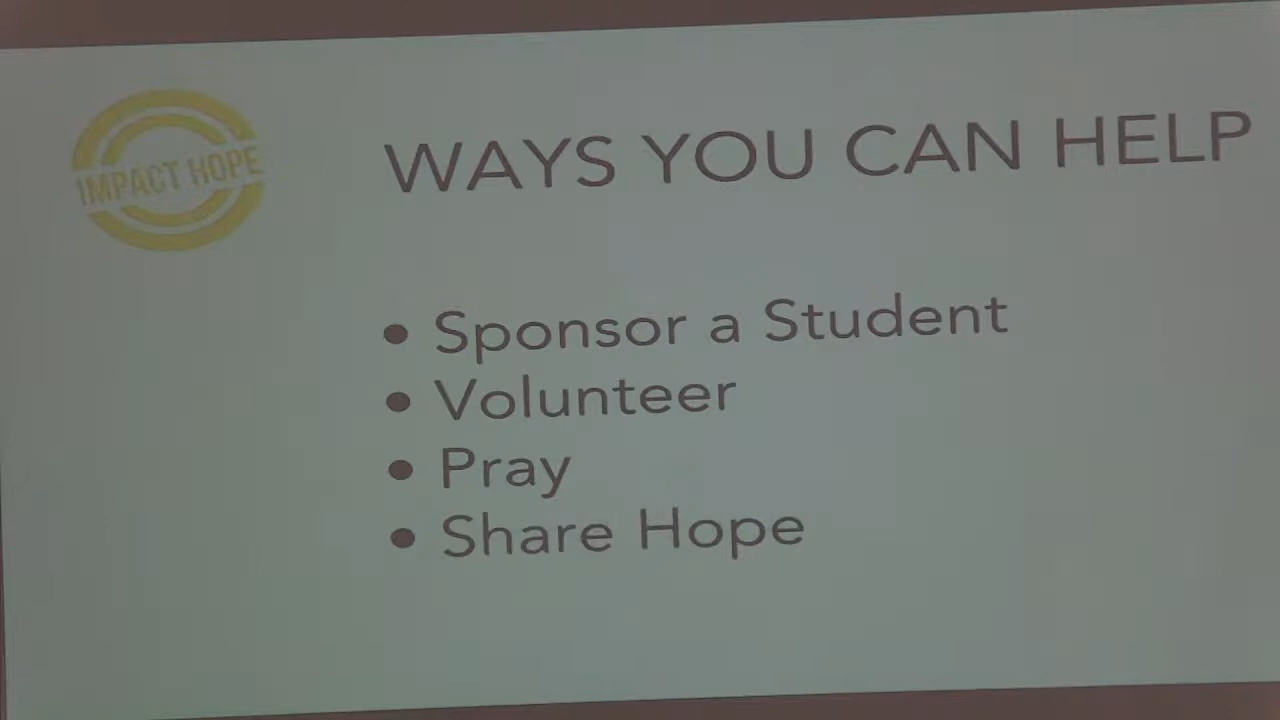 IMPACT HOPE
WAYS YOU CAN HELP
• Sponsor a Student
• Volunteer
• Pray
• Share Hope